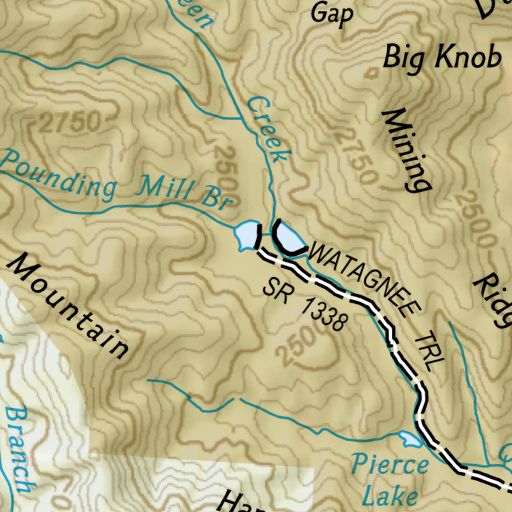 Gap
Big Knob
Creek
2750
Mining
2750
Pounding Mill Br
2500
2500
WATAGNEE TRL
SR 1338
Mountain
2500
Branch
Pierce
Lake